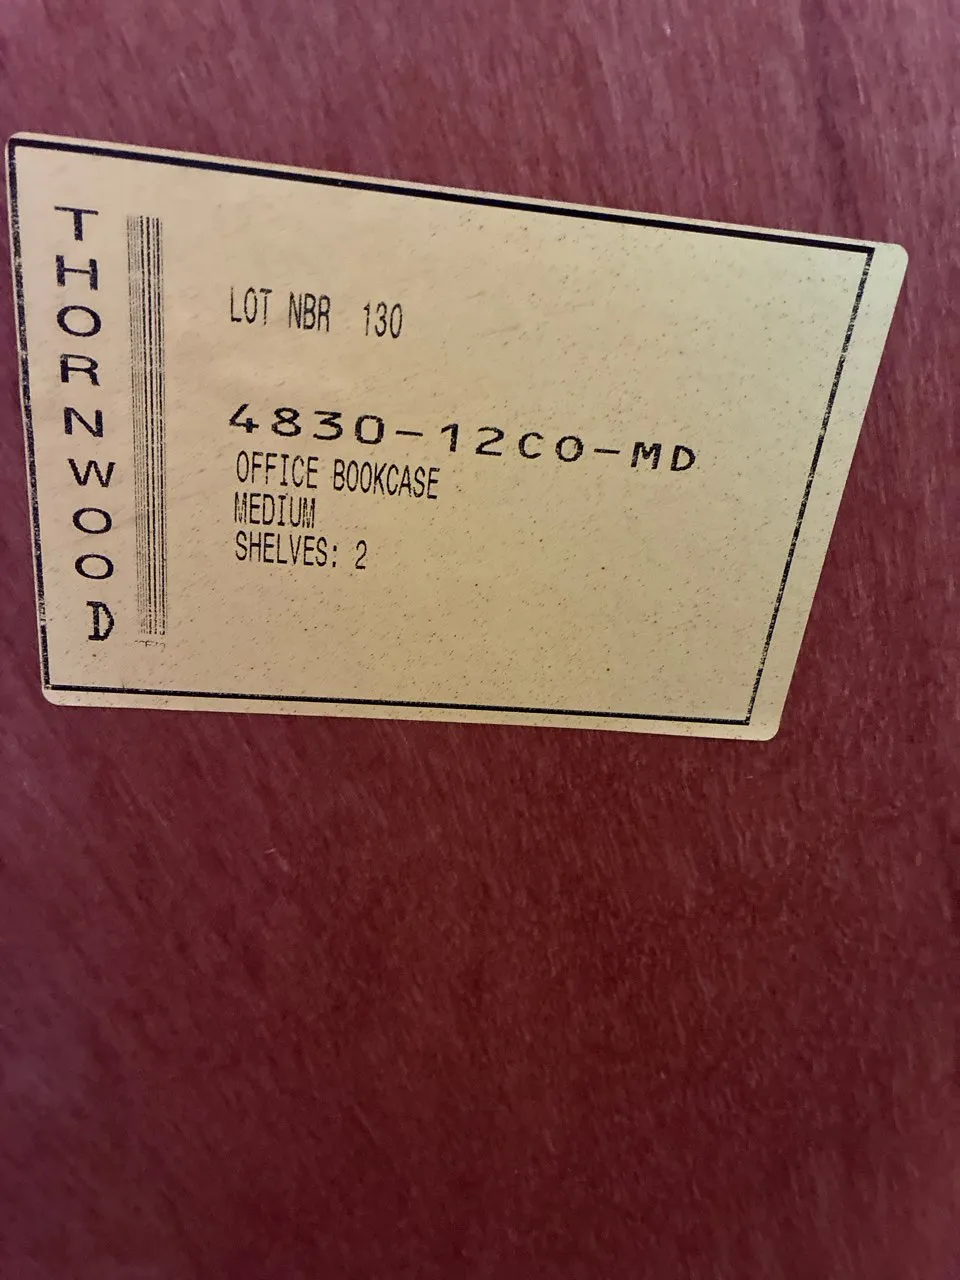 THORNWOOD
LOT NBR 130
4830-12CO-MD
OFFICE BOOKCASE
MEDIUM
SHELVES: 2